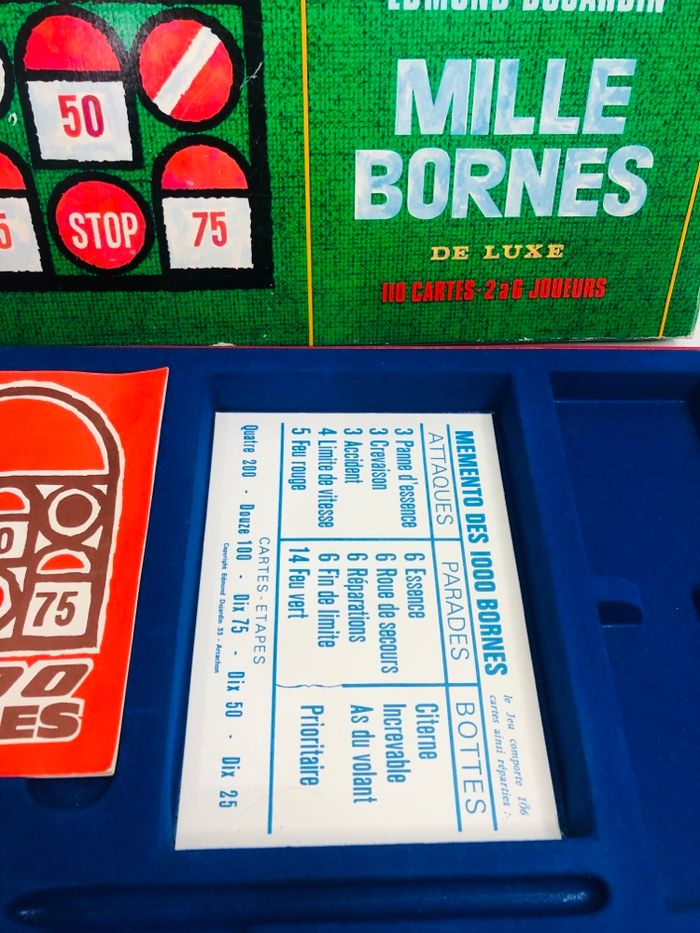 EDMOND DUJARDIN
MILLE
BORNES
DE LUXE
110 CARTES-2 à 6 JOUEURS
50
STOP
75
5
75
MEMENTO DES 1000 BORNES
le Jeu comporte 106
cartes ainsi réparties :-
ATTAQUES PARADES BOTTES
3 Panne d'essence 6 Essence Citerne
3 Crevaison 6 Roue de secours Increvable
3 Accident 6 Réparations As du volant
4 Limite de vitesse 6 Fin de limite
5 Feu rouge 14 Feu vert Prioritaire
CARTES-ETAPES
Quatre 200 - Douze 100 - Dix 75 - Dix 50 - Dix 25
Copyright Edmond Dujardin 33 - Arcachon